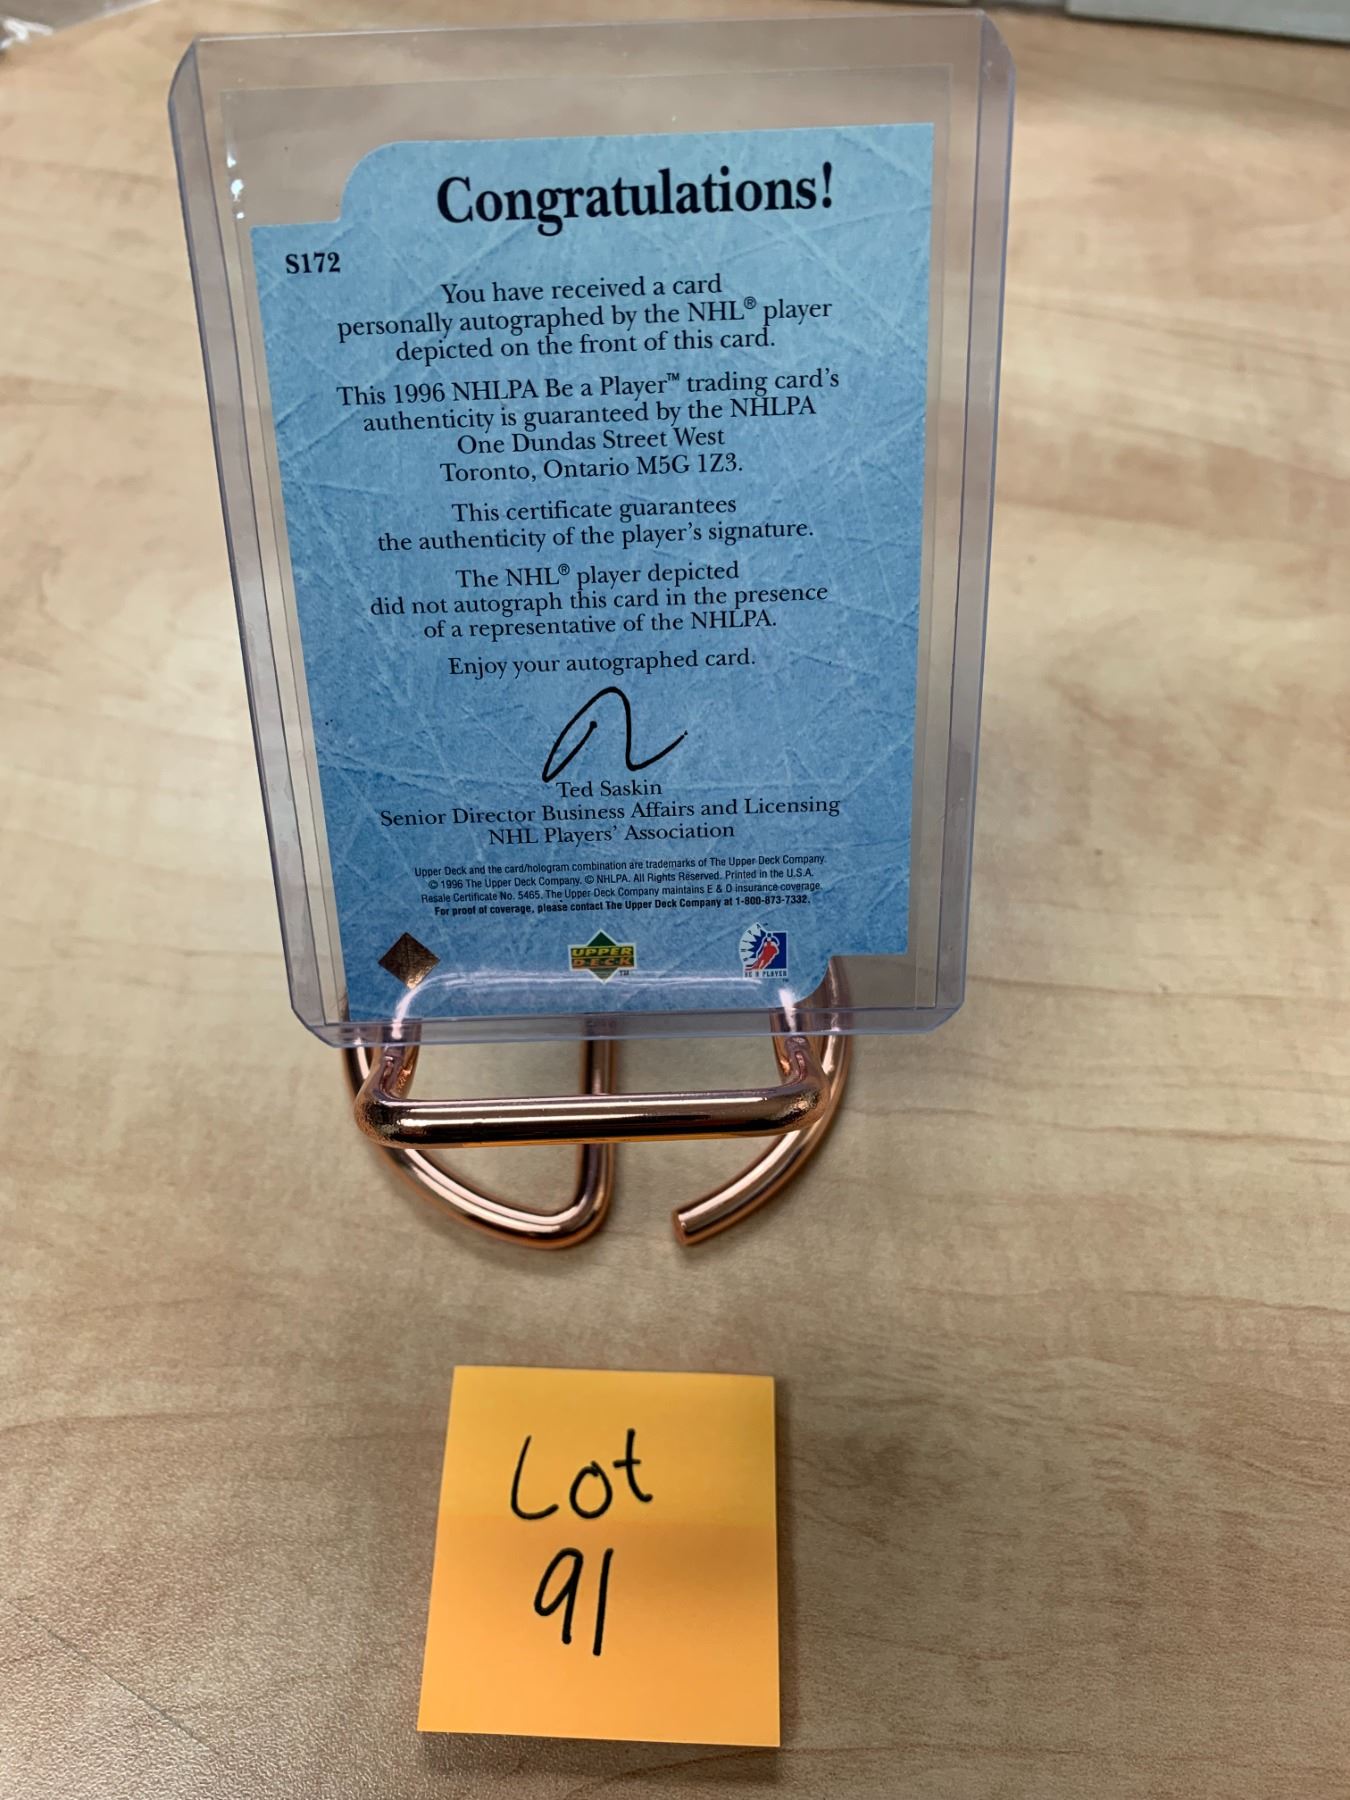 Congratulations!
S172
You have received a card
personally autographed by the NHL® player
depicted on the front of this card.
This 1996 NHLPA Be a Player™ trading card's
authenticity is guaranteed by the NHLPA
One Dundas Street West
Toronto, Ontario M5G 1Z3.
This certificate guarantees
the authenticity of the player's signature.
The NHL® player depicted
did not autograph this card in the presence
of a representative of the NHLPA.
Enjoy your autographed card.
Ted Saskin
Senior Director Business Affairs and Licensing
NHL Players' Association
Upper Deck and the card/hologram combination are trademarks of The Upper Deck Company.
© 1996 The Upper Deck Company. © NHLPA. All Rights Reserved. Printed in the U.S.A.
Resale Certificate No. 5465. The Upper Deck Company maintains E & O insurance coverage.
For proof of coverage, please contact The Upper Deck Company at 1-800-873-7332.
UPPER
DECK
TM
BE A PLAYER
TM
Lot
91